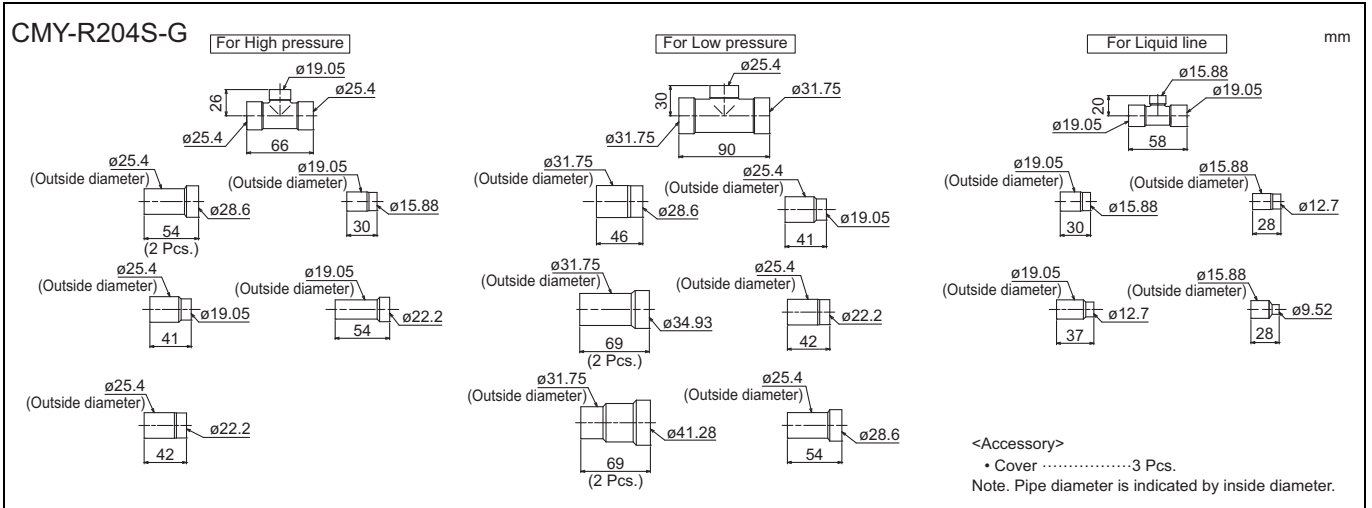 CMY-R204S-G
mm
For High pressure
ø19.05
ø25.4
26
ø25.4
66
ø25.4
(Outside diameter)
ø28.6
54
(2 Pcs.)
ø19.05
(Outside diameter)
ø15.88
30
ø25.4
(Outside diameter)
ø19.05
41
ø19.05
(Outside diameter)
ø22.2
54
ø25.4
(Outside diameter)
ø22.2
42
For Low pressure
ø25.4
ø31.75
30
ø31.75
90
ø31.75
(Outside diameter)
ø28.6
46
ø25.4
(Outside diameter)
ø19.05
41
ø31.75
(Outside diameter)
ø34.93
69
(2 Pcs.)
ø25.4
(Outside diameter)
ø22.2
42
ø31.75
(Outside diameter)
ø41.28
69
(2 Pcs.)
ø25.4
(Outside diameter)
ø28.6
54
For Liquid line
ø15.88
ø19.05
20
ø19.05
58
ø19.05
(Outside diameter)
ø15.88
30
ø15.88
(Outside diameter)
ø12.7
28
ø19.05
(Outside diameter)
ø12.7
37
ø15.88
(Outside diameter)
ø9.52
28
<Accessory>
• Cover ·················3 Pcs.
Note. Pipe diameter is indicated by inside diameter.